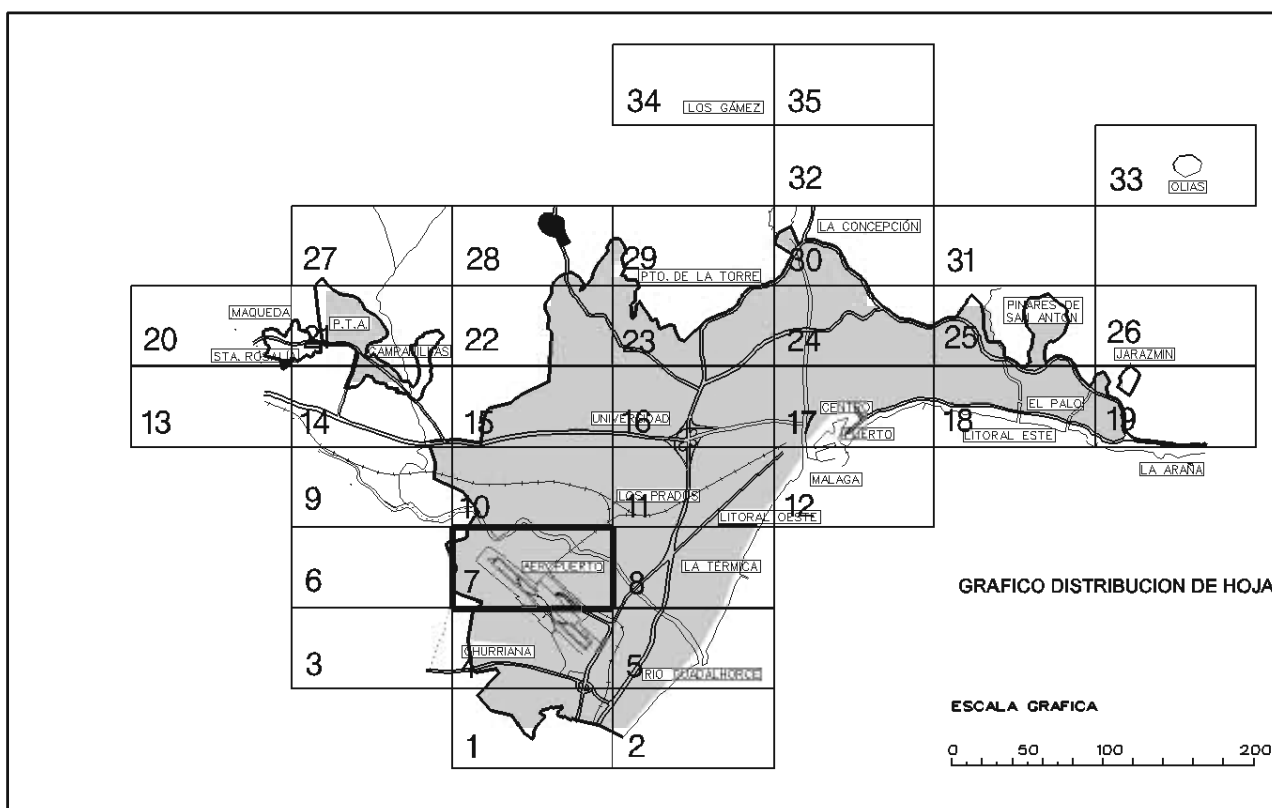 34 LOS GÁMEZ 35
32 33
OLIAS
LA CONCEPCIÓN
27 28 29 30 31
PTO. DE LA TORRE
MAQUEDA
P.T.A.
PINARES DE
SAN ANTÓN
20 21 22 23 24 25 26
STA. ROSALIA CAMPANILLAS JARAZMIN
UNIVERSIDAD CENTRO EL PALO
13 14 15 16 17 18 19
PUERTO LITORAL ESTE
LA ARAÑA
MALAGA
LOS PRADOS
9 10 11 12
LITORAL OESTE
AEROPUERTO LA TÉRMICA
6 7 8
GRAFICO DISTRIBUCION DE HOJA
CHURRIANA
3 5 RIO GUADALHORCE
ESCALA GRAFICA
1 2
0 50 100 200